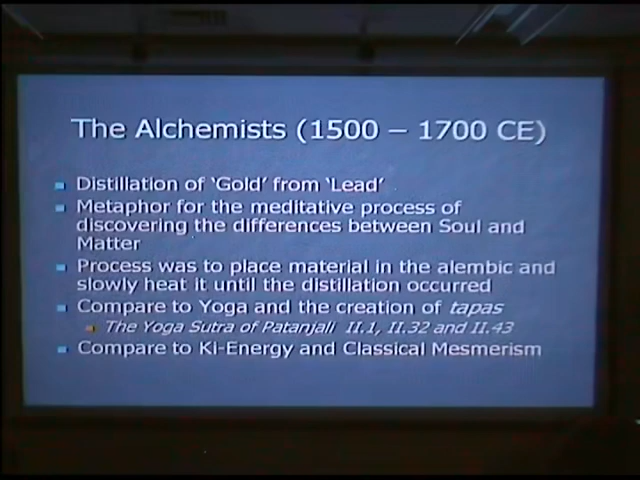 The Alchemists (1500 – 1700 CE)
Distillation of ‘Gold’ from ‘Lead’
Metaphor for the meditative process of
discovering the differences between Soul and
Matter
Process was to place material in the alembic and
slowly heat it until the distillation occurred
Compare to Yoga and the creation of tapas
The Yoga Sutra of Patanjali II.1, II.32 and II.43
Compare to Ki-Energy and Classical Mesmerism